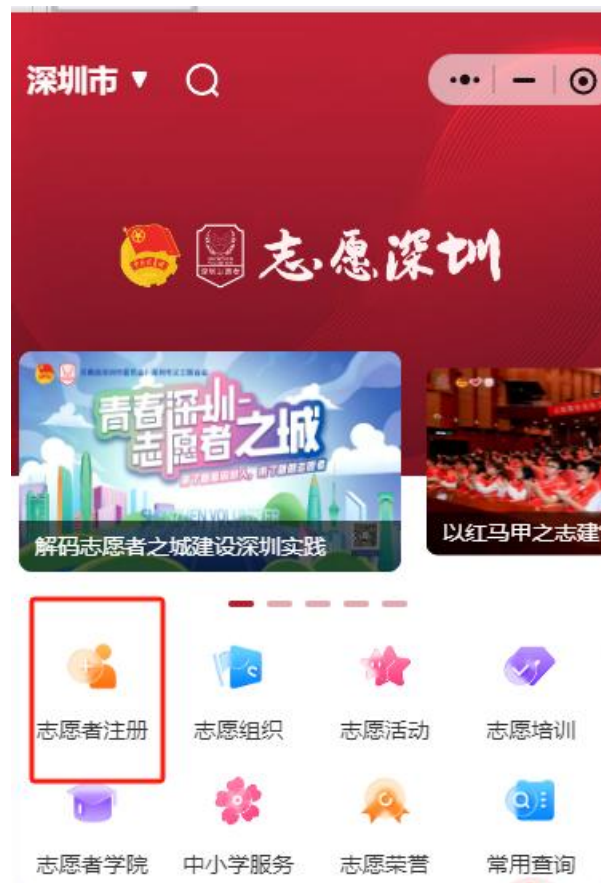 深圳市
志愿深圳
青春深圳-
志愿者之城
SHENZHEN VOLUNTEER
解码志愿者之城建设深圳实践
以红马甲之志建
志愿者注册
志愿组织
志愿活动
志愿培训
志愿者学院
中小学服务
志愿荣誉
常用查询